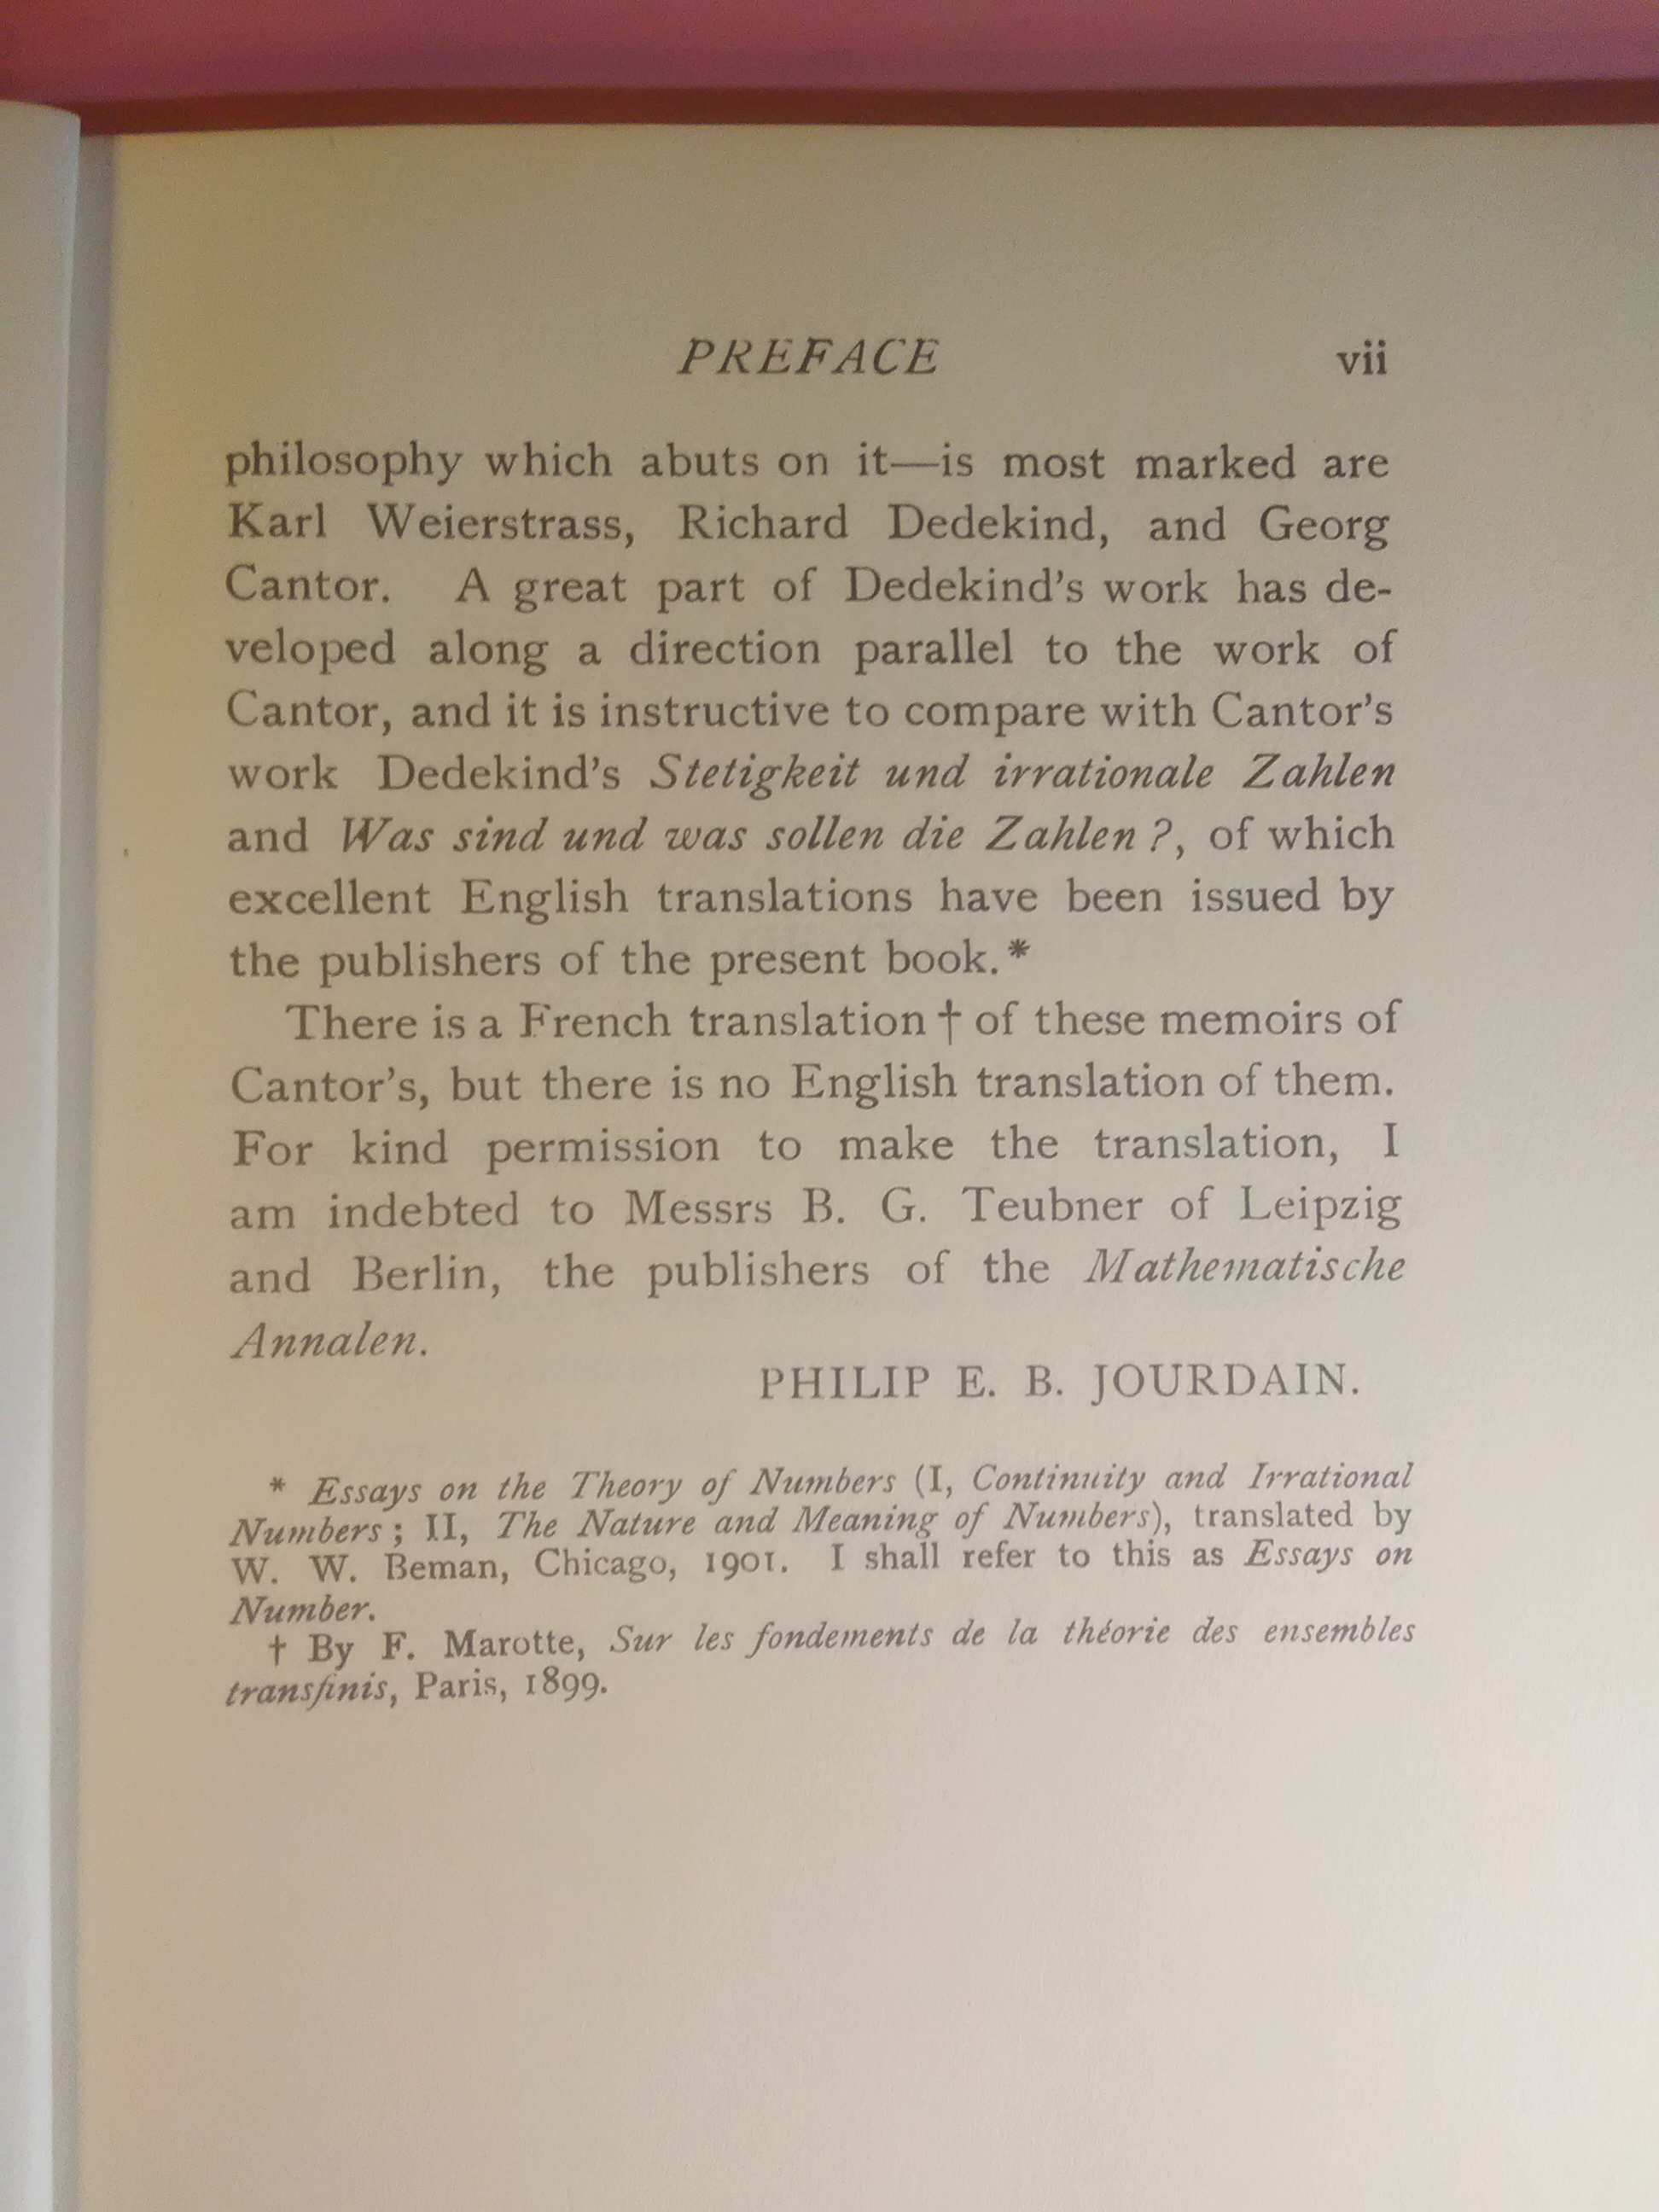 PREFACE vii
philosophy which abuts on it—is most marked are
Karl Weierstrass, Richard Dedekind, and Georg
Cantor. A great part of Dedekind's work has de-
veloped along a direction parallel to the work of
Cantor, and it is instructive to compare with Cantor's
work Dedekind's Stetigkeit und irrationale Zahlen
and Was sind und was sollen die Zahlen?, of which
excellent English translations have been issued by
the publishers of the present book.*
There is a French translation † of these memoirs of
Cantor's, but there is no English translation of them.
For kind permission to make the translation, I
am indebted to Messrs B. G. Teubner of Leipzig
and Berlin, the publishers of the Mathematische
Annalen.
PHILIP E. B. JOURDAIN.
* Essays on the Theory of Numbers (I, Continuity and Irrational
Numbers; II, The Nature and Meaning of Numbers), translated by
W. W. Beman, Chicago, 1901. I shall refer to this as Essays on
Number.
† By F. Marotte, Sur les fondements de la théorie des ensembles
transfinis, Paris, 1899.